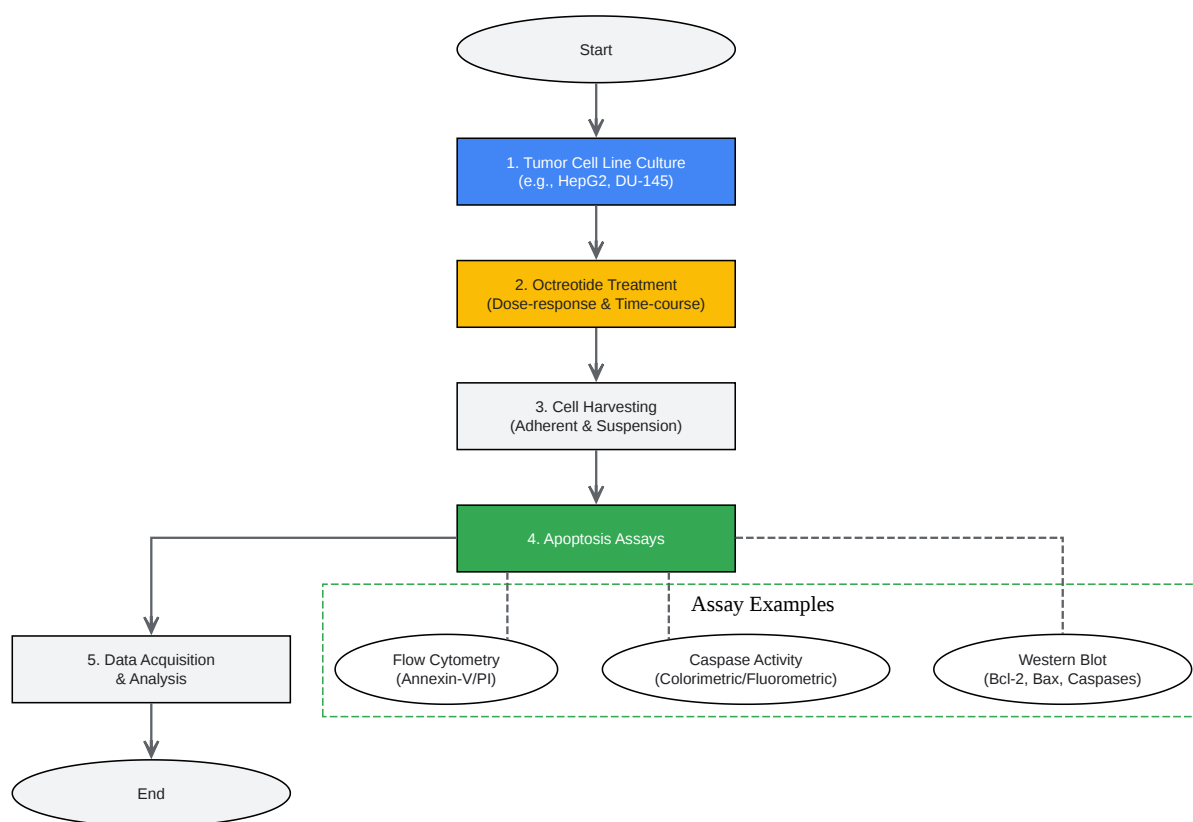 Start
1. Tumor Cell Line Culture
(e.g., HepG2, DU-145)
2. Octreotide Treatment
(Dose-response & Time-course)
3. Cell Harvesting
(Adherent & Suspension)
4. Apoptosis Assays
Assay Examples
5. Data Acquisition
& Analysis
Flow Cytometry
(Annexin-V/PI)
Caspase Activity
(Colorimetric/Fluorometric)
Western Blot
(Bcl-2, Bax, Caspases)
End